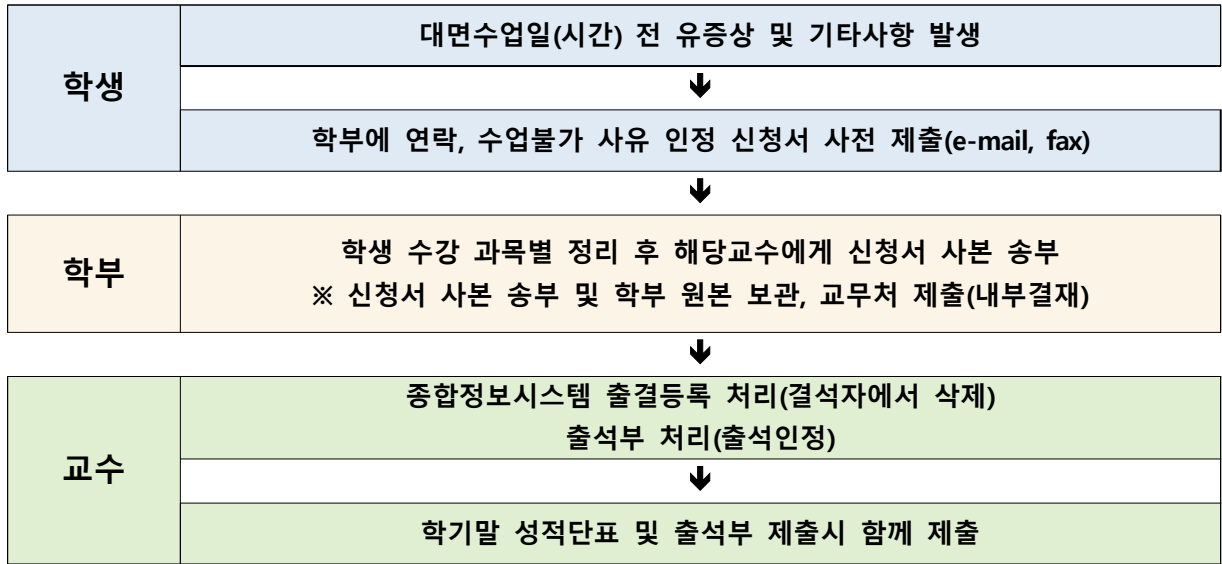 학생
대면수업일(시간) 전 유증상 및 기타사항 발생
🡻
학부에 연락, 수업불가 사유 인정 신청서 사전 제출(e-mail, fax)
🡻
학부
학생 수강 과목별 정리 후 해당교수에게 신청서 사본 송부
※ 신청서 사본 송부 및 학부 원본 보관, 교무처 제출(내부결재)
🡻
교수
종합정보시스템 출결등록 처리(결석자에서 삭제)
출석부 처리(출석인정)
🡻
학기말 성적단표 및 출석부 제출시 함께 제출